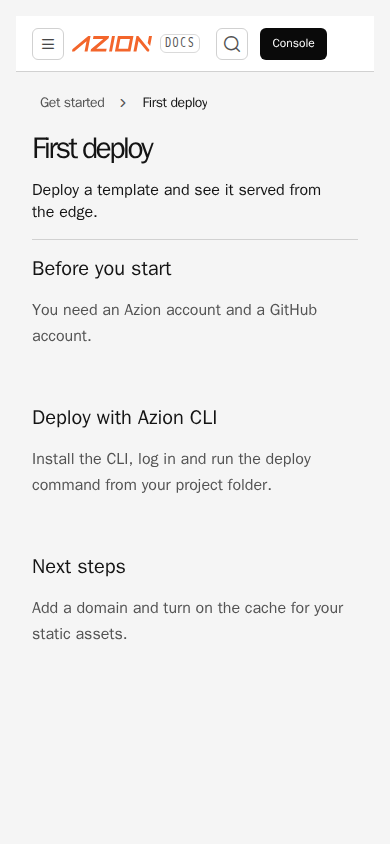 AZION DOCS Console
Get started > First deploy
First deploy
Deploy a template and see it served from
the edge.
Before you start
You need an Azion account and a GitHub
account.
Deploy with Azion CLI
Install the CLI, log in and run the deploy
command from your project folder.
Next steps
Add a domain and turn on the cache for your
static assets.